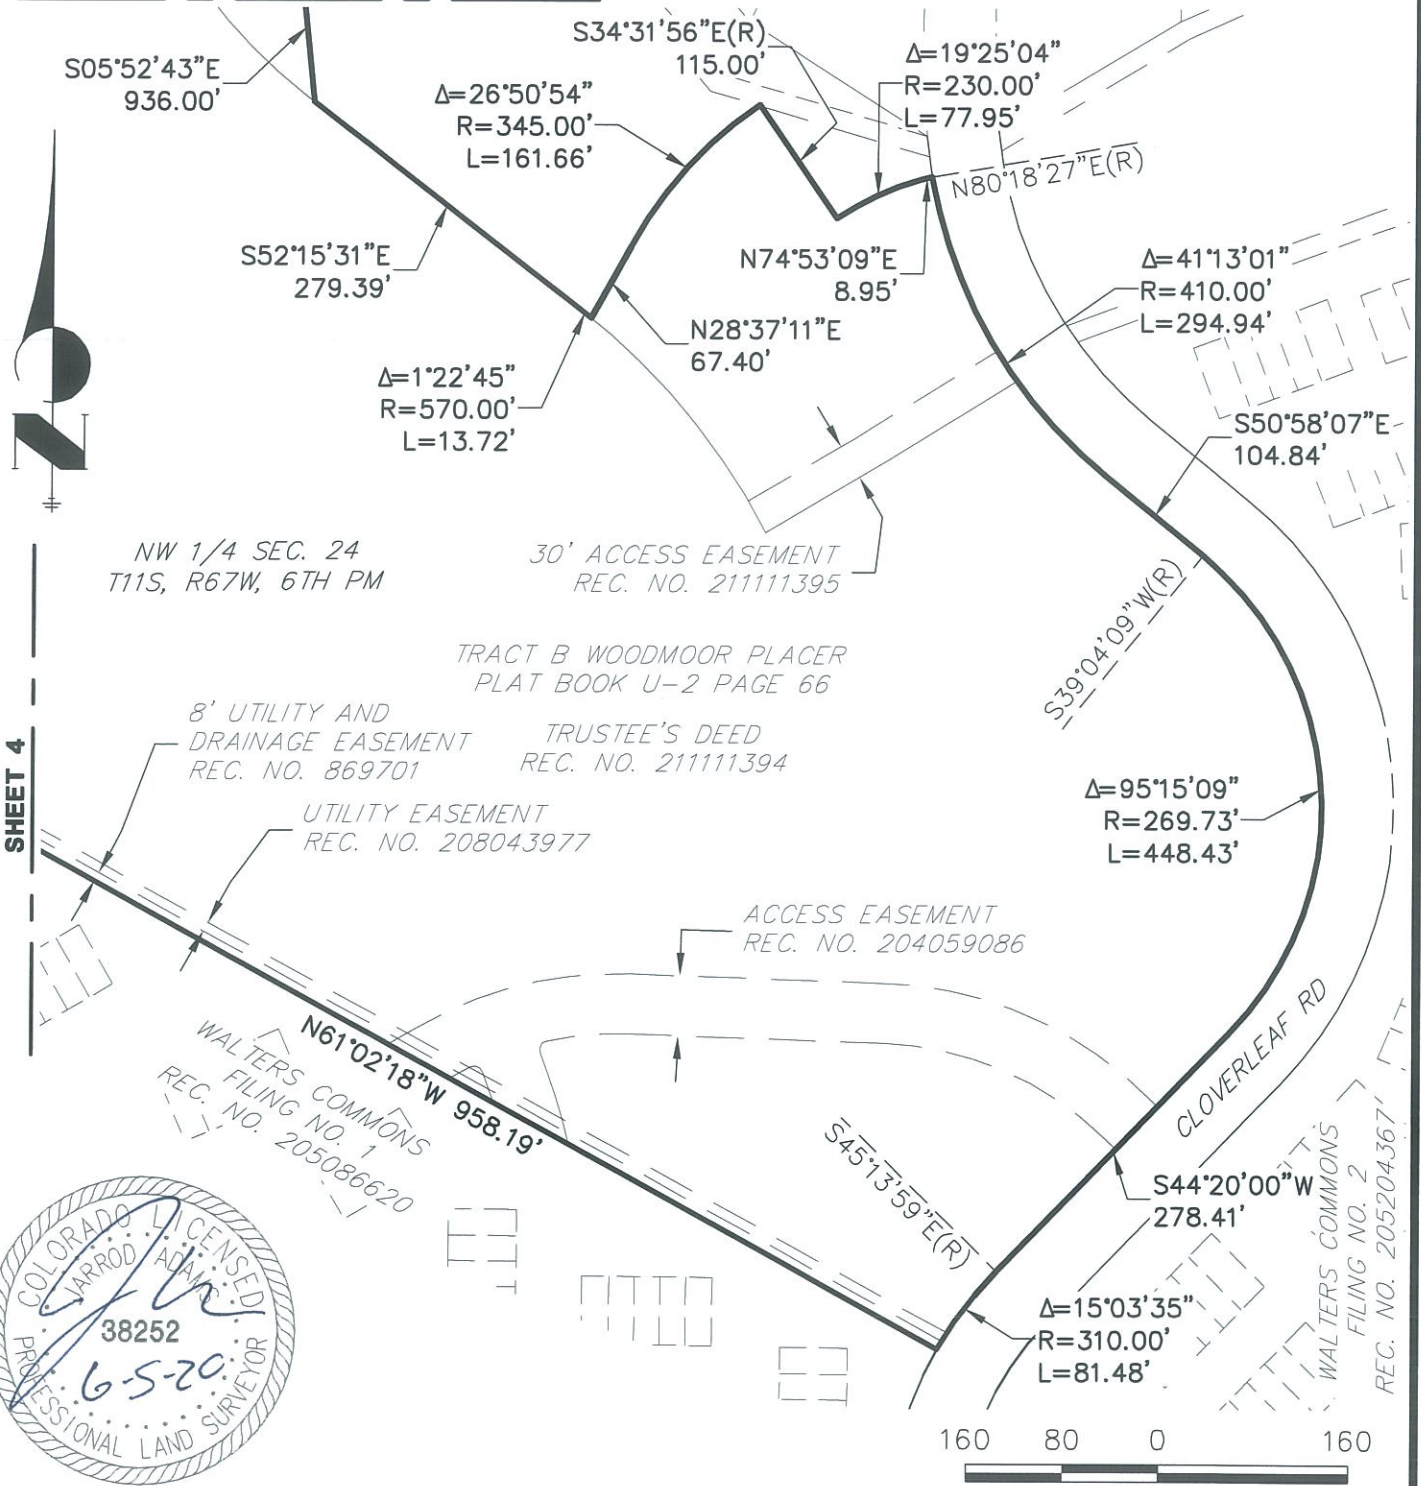 S05°52'43"E
936.00'
Δ=26°50'54"
R=345.00'
L=161.66'
S34°31'56"E(R)
115.00'
Δ=19°25'04"
R=230.00'
L=77.95'
N80°18'27"E(R)
S52°15'31"E
279.39'
N74°53'09"E
8.95'
Δ=41°13'01"
R=410.00'
L=294.94'
N28°37'11"E
67.40'
Δ=1°22'45"
R=570.00'
L=13.72'
S50°58'07"E
104.84'
N
NW 1/4 SEC. 24
T11S, R67W, 6TH PM
30' ACCESS EASEMENT
REC. NO. 211111395
S39°04'09"W(R)
TRACT B WOODMOOR PLACER
PLAT BOOK U-2 PAGE 66
TRUSTEE'S DEED
REC. NO. 211111394
8' UTILITY AND
DRAINAGE EASEMENT
REC. NO. 869701
SHEET 4
UTILITY EASEMENT
REC. NO. 208043977
Δ=95°15'09"
R=269.73'
L=448.43'
ACCESS EASEMENT
REC. NO. 204059086
N61°02'18"W 958.19'
WALTERS COMMONS
FILING NO. 1
REC. NO. 205086620
CLOVERLEAF RD
S45°13'59"E(R)
S44°20'00"W
278.41'
WALTERS COMMONS
FILING NO. 2
REC. NO. 205204367
Δ=15°03'35"
R=310.00'
L=81.48'
COLORADO LICENSED
JARROD ADAMS
38252
6-5-20
PROFESSIONAL LAND SURVEYOR
160 80 0 160